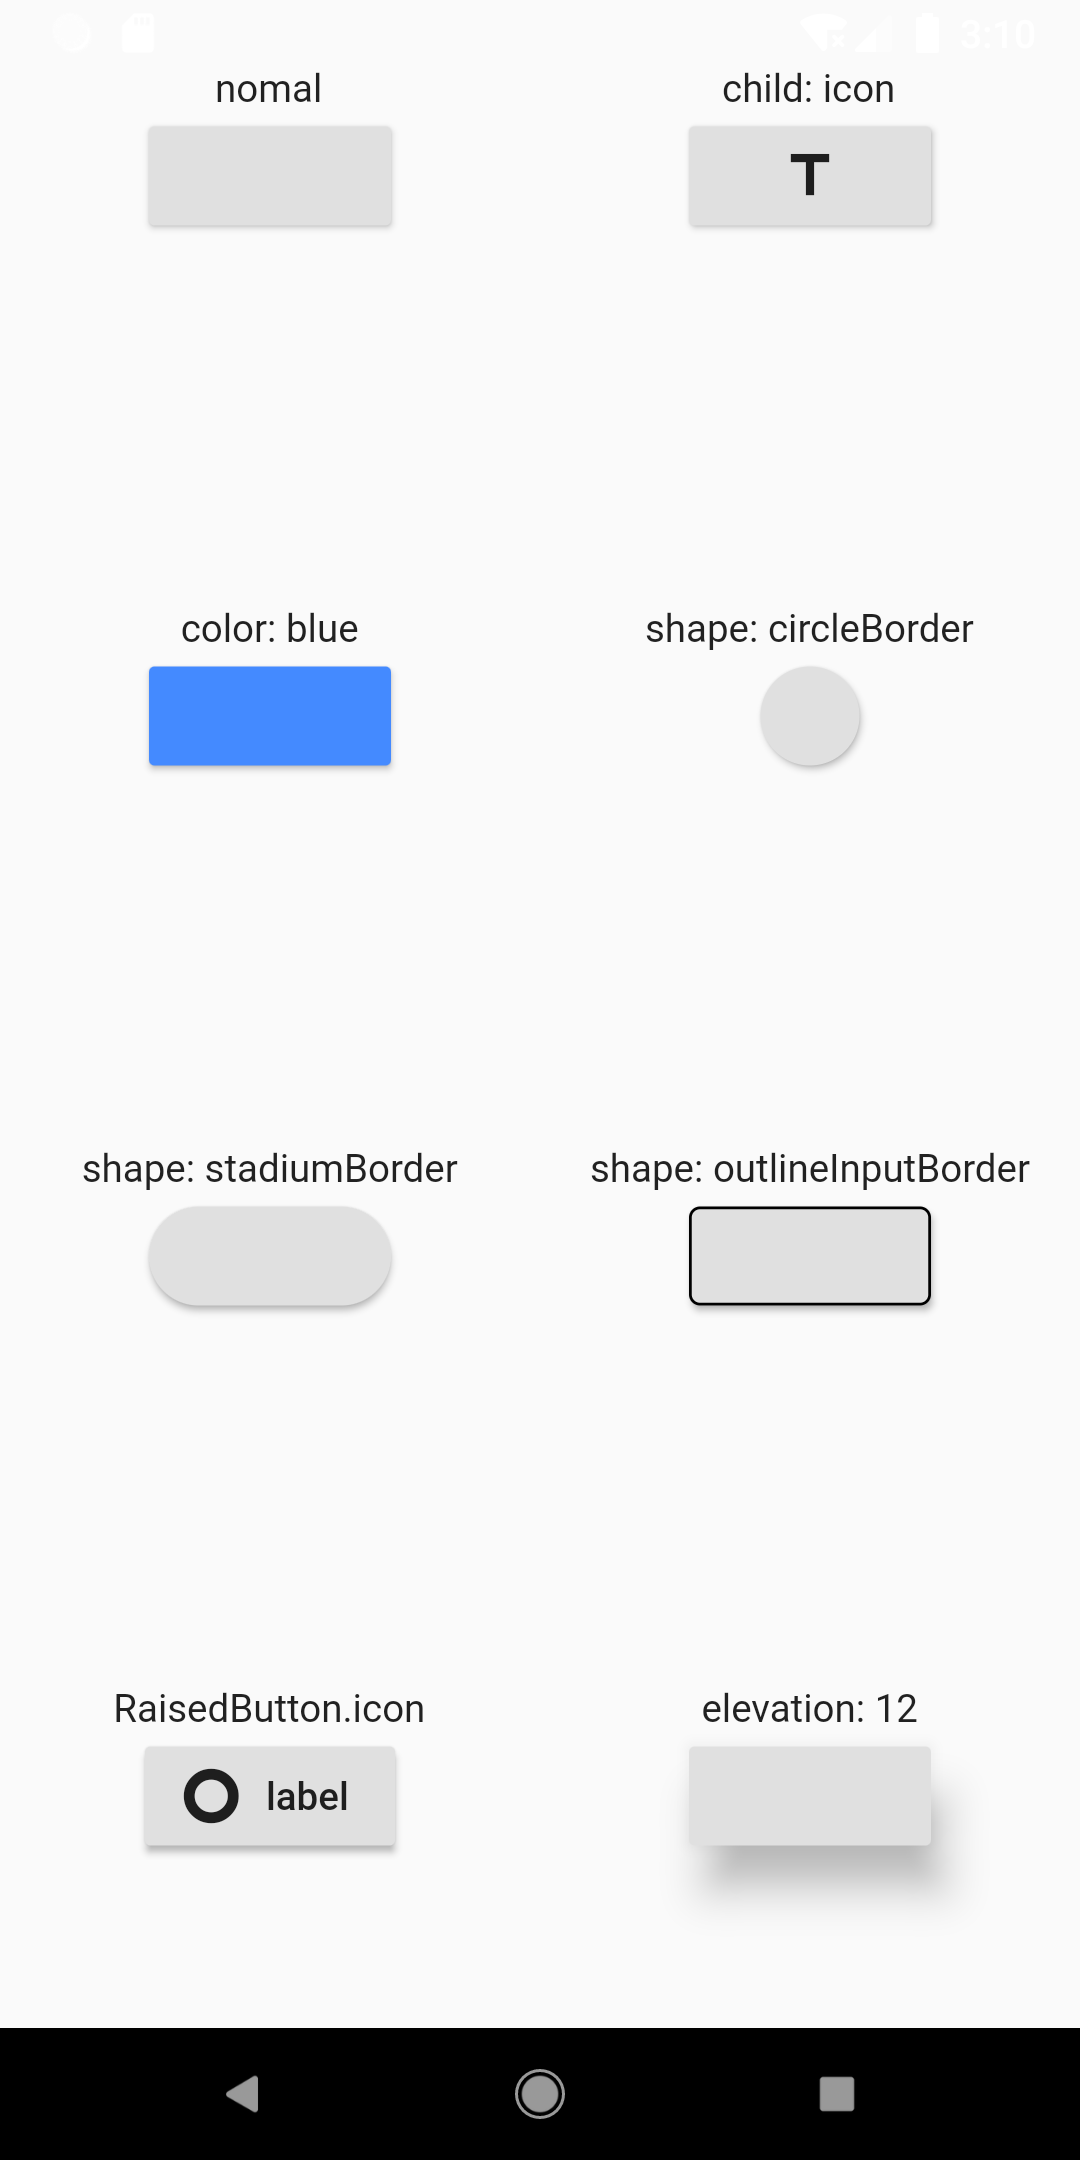 3:10
nomal
child: icon
T
color: blue
shape: circleBorder
shape: stadiumBorder
shape: outlineInputBorder
RaisedButton.icon
elevation: 12
label